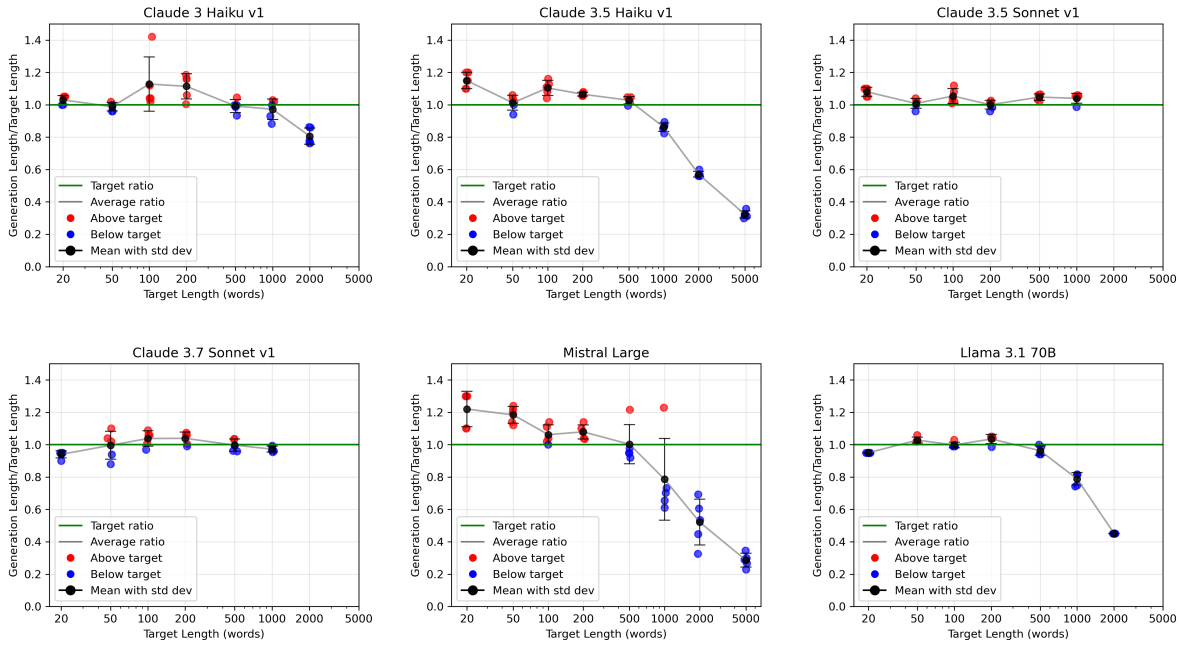 Claude 3 Haiku v1
Generation Length/Target Length
1.4
1.2
1.0
0.8
0.6
0.4
0.2
0.0
Target ratio
Average ratio
Above target
Below target
Mean with std dev
20 50 100 200 500 1000 2000 5000
Target Length (words)
Claude 3.5 Haiku v1
Generation Length/Target Length
1.4
1.2
1.0
0.8
0.6
0.4
0.2
0.0
Target ratio
Average ratio
Above target
Below target
Mean with std dev
20 50 100 200 500 1000 2000 5000
Target Length (words)
Claude 3.5 Sonnet v1
Generation Length/Target Length
1.4
1.2
1.0
0.8
0.6
0.4
0.2
0.0
Target ratio
Average ratio
Above target
Below target
Mean with std dev
20 50 100 200 500 1000 2000 5000
Target Length (words)
Claude 3.7 Sonnet v1
Generation Length/Target Length
1.4
1.2
1.0
0.8
0.6
0.4
0.2
0.0
Target ratio
Average ratio
Above target
Below target
Mean with std dev
20 50 100 200 500 1000 2000 5000
Target Length (words)
Mistral Large
Generation Length/Target Length
1.4
1.2
1.0
0.8
0.6
0.4
0.2
0.0
Target ratio
Average ratio
Above target
Below target
Mean with std dev
20 50 100 200 500 1000 2000 5000
Target Length (words)
Llama 3.1 70B
Generation Length/Target Length
1.4
1.2
1.0
0.8
0.6
0.4
0.2
0.0
Target ratio
Average ratio
Above target
Below target
Mean with std dev
20 50 100 200 500 1000 2000 5000
Target Length (words)